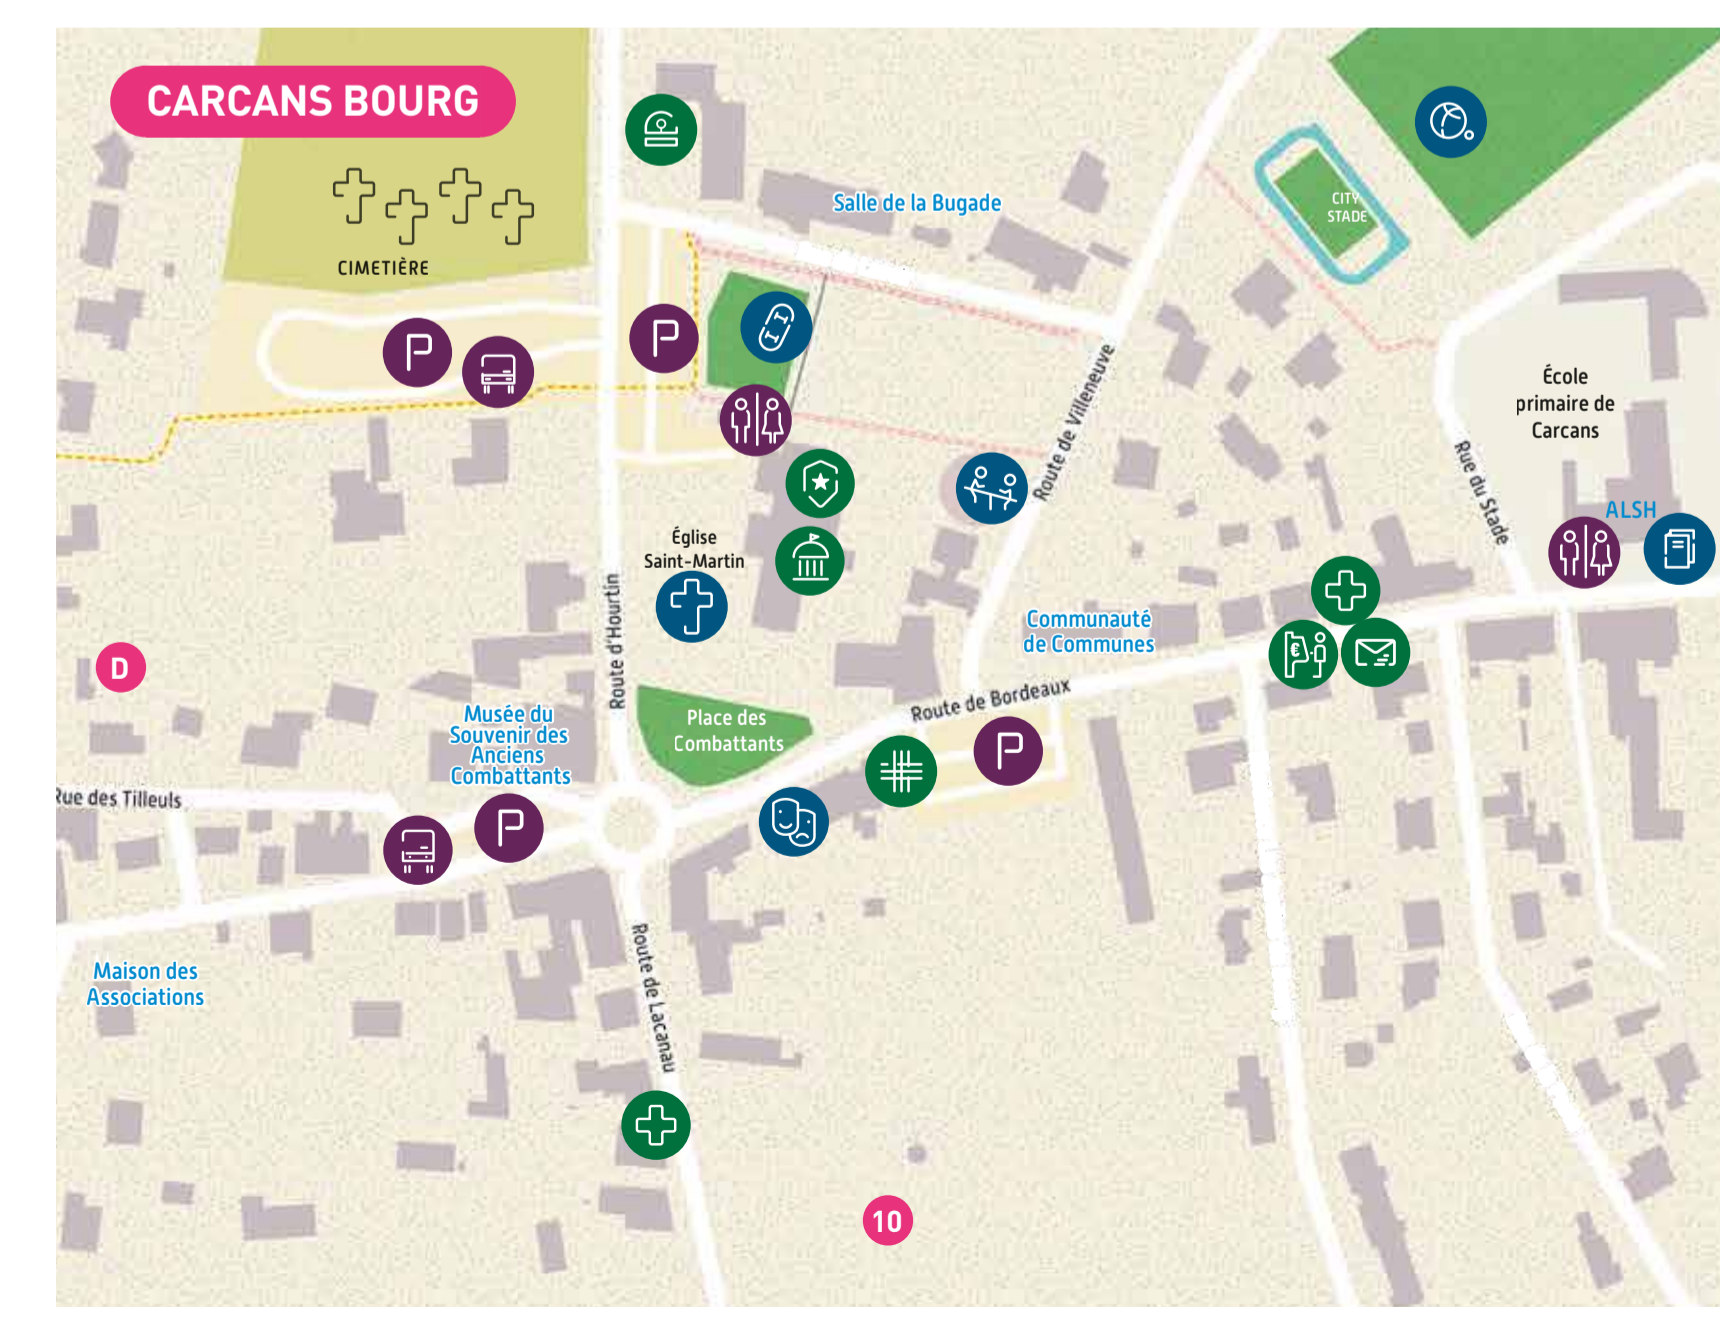 CARCANS BOURG
CIMETIÈRE
Salle de la Bugade
CITY
STADE
École
primaire de
Carcans
Route de Villeneuve
Rue du Stade
ALSH
Église
Saint-Martin
Route d'Hourtin
Communauté
de Communes
€
D
Musée du
Souvenir des
Anciens
Combattants
Place des
Combattants
Route de Bordeaux
P
P
P
P
Rue des Tilleuls
Maison des
Associations
Route de Lacanau
10